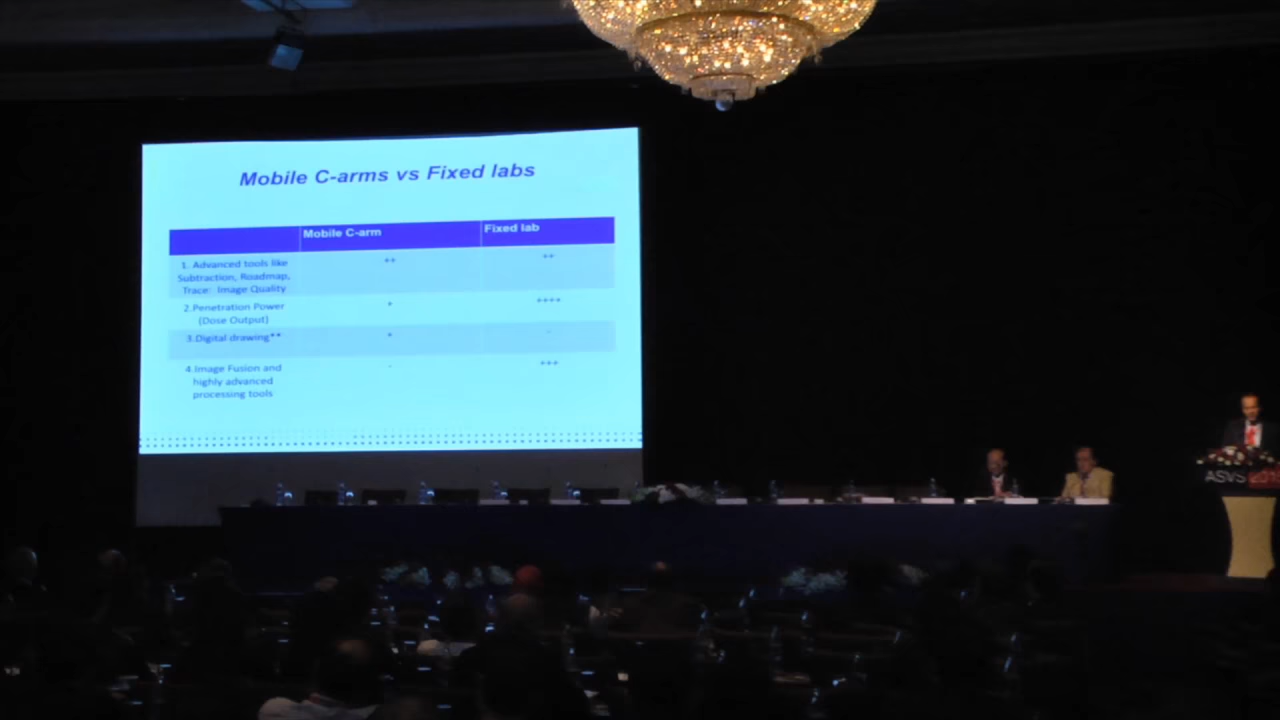 Mobile C-arms vs Fixed labs
Mobile C-arm
Fixed lab
1. Advanced tools like
Subtraction, Roadmap,
Trace: Image Quality
++
++
2.Penetration Power
(Dose Output)
+
++++
3.Digital drawing**
+
-
4.Image Fusion and
highly advanced
processing tools
-
+++
ASVS